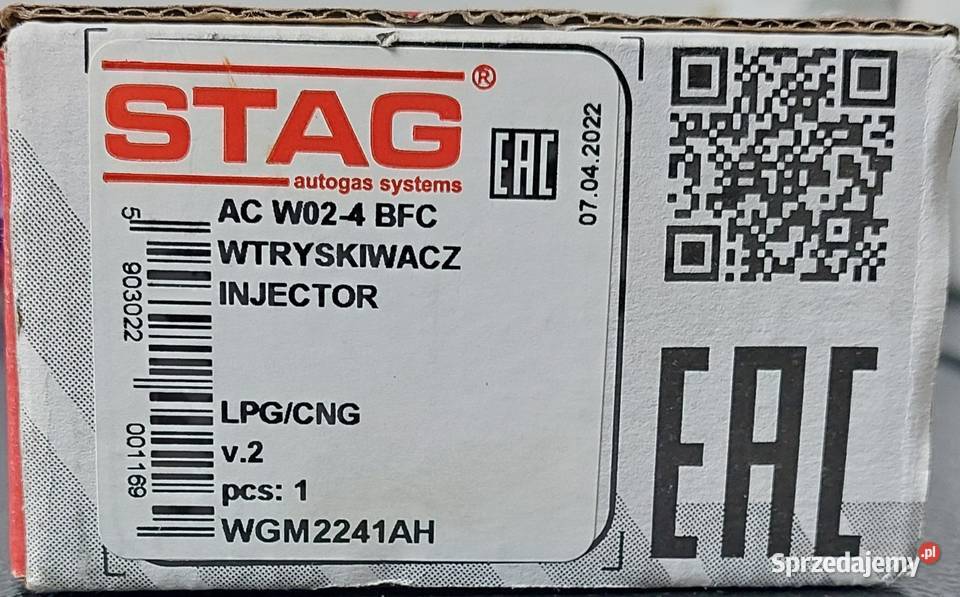 STAG®
autogas systems
EAC
07.04.2022
AC W02-4 BFC
WTRYSKIWACZ
INJECTOR
LPG/CNG
v.2
pcs: 1
WGM2241AH
5 903022 001169
EAC
Sprzedajemy.pl